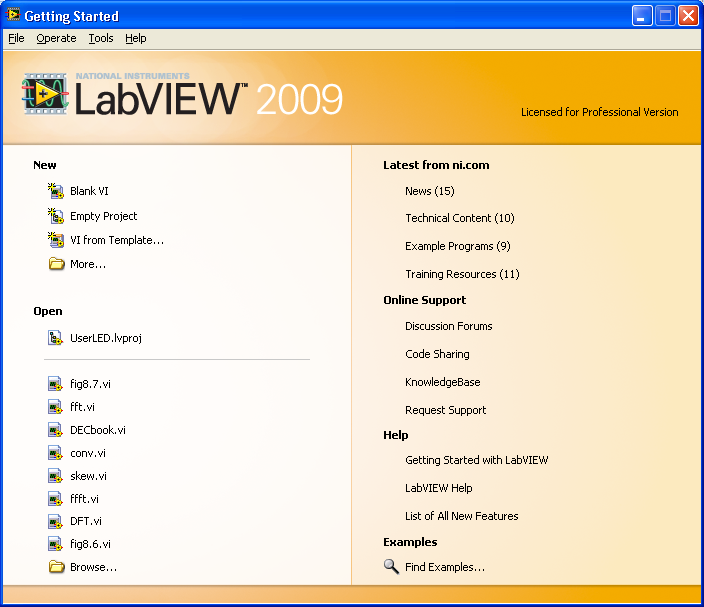 Getting Started
File Operate Tools Help
NATIONAL INSTRUMENTS
LabVIEW™ 2009
Licensed for Professional Version
New
Blank VI
Empty Project
VI from Template...
More...
Open
UserLED.lvproj
fig8.7.vi
fft.vi
DECbook.vi
conv.vi
skew.vi
ffft.vi
DFT.vi
fig8.6.vi
Browse...
Latest from ni.com
News (15)
Technical Content (10)
Example Programs (9)
Training Resources (11)
Online Support
Discussion Forums
Code Sharing
KnowledgeBase
Request Support
Help
Getting Started with LabVIEW
LabVIEW Help
List of All New Features
Examples
Find Examples...